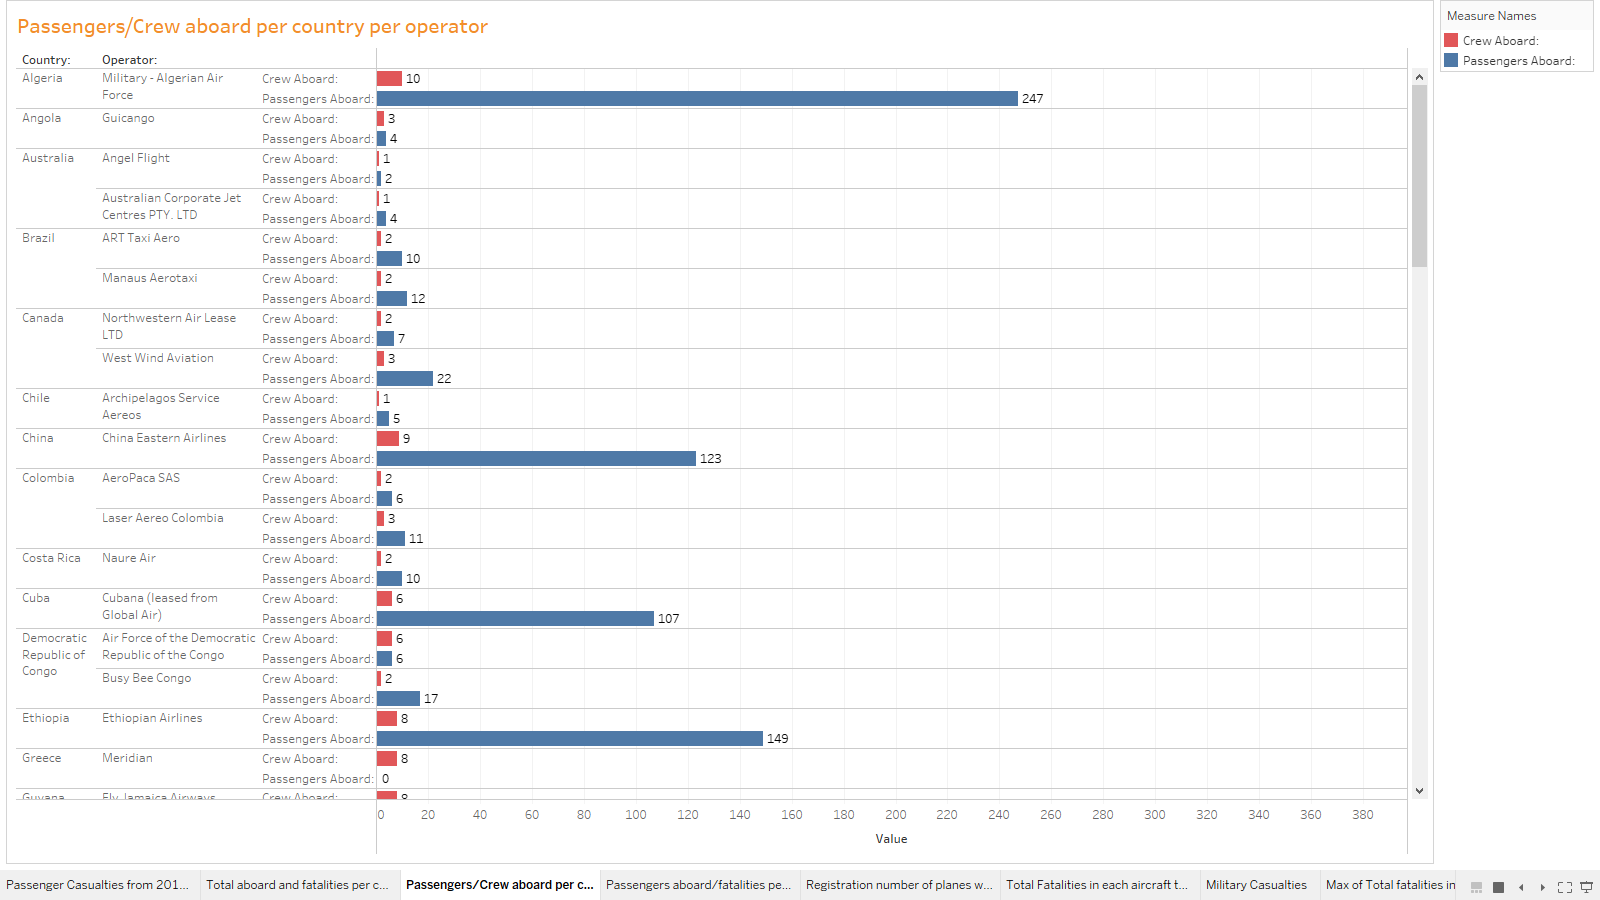 Passengers/Crew aboard per country per operator
Country: Operator:
Algeria Military - Algerian Air Force Crew Aboard: 10
Passengers Aboard: 247
Angola Guicango Crew Aboard: 3
Passengers Aboard: 4
Australia Angel Flight Crew Aboard: 1
Passengers Aboard: 2
Australian Corporate Jet Centres PTY. LTD Crew Aboard: 1
Passengers Aboard: 4
Brazil ART Taxi Aero Crew Aboard: 2
Passengers Aboard: 10
Manaus Aerotaxi Crew Aboard: 2
Passengers Aboard: 12
Canada Northwestern Air Lease LTD Crew Aboard: 2
Passengers Aboard: 7
West Wind Aviation Crew Aboard: 3
Passengers Aboard: 22
Chile Archipelagos Service Aereos Crew Aboard: 1
Passengers Aboard: 5
China China Eastern Airlines Crew Aboard: 9
Passengers Aboard: 123
Colombia AeroPaca SAS Crew Aboard: 2
Passengers Aboard: 6
Laser Aereo Colombia Crew Aboard: 3
Passengers Aboard: 11
Costa Rica Naure Air Crew Aboard: 2
Passengers Aboard: 10
Cuba Cubana (leased from Global Air) Crew Aboard: 6
Passengers Aboard: 107
Democratic Republic of Congo Air Force of the Democratic Republic of the Congo Crew Aboard: 6
Passengers Aboard: 6
Busy Bee Congo Crew Aboard: 2
Passengers Aboard: 17
Ethiopia Ethiopian Airlines Crew Aboard: 8
Passengers Aboard: 149
Greece Meridian Crew Aboard: 8
Passengers Aboard: 0
Guyana Fly Jamaica Airways Crew Aboard: 8
0 20 40 60 80 100 120 140 160 180 200 220 240 260 280 300 320 340 360 380
Value
Measure Names
Crew Aboard:
Passengers Aboard:
Passenger Casualties from 201... Total aboard and fatalities per c... Passengers/Crew aboard per c... Passengers aboard/fatalities pe... Registration number of planes w... Total Fatalities in each aircraft t... Military Casualties Max of Total fatalities in